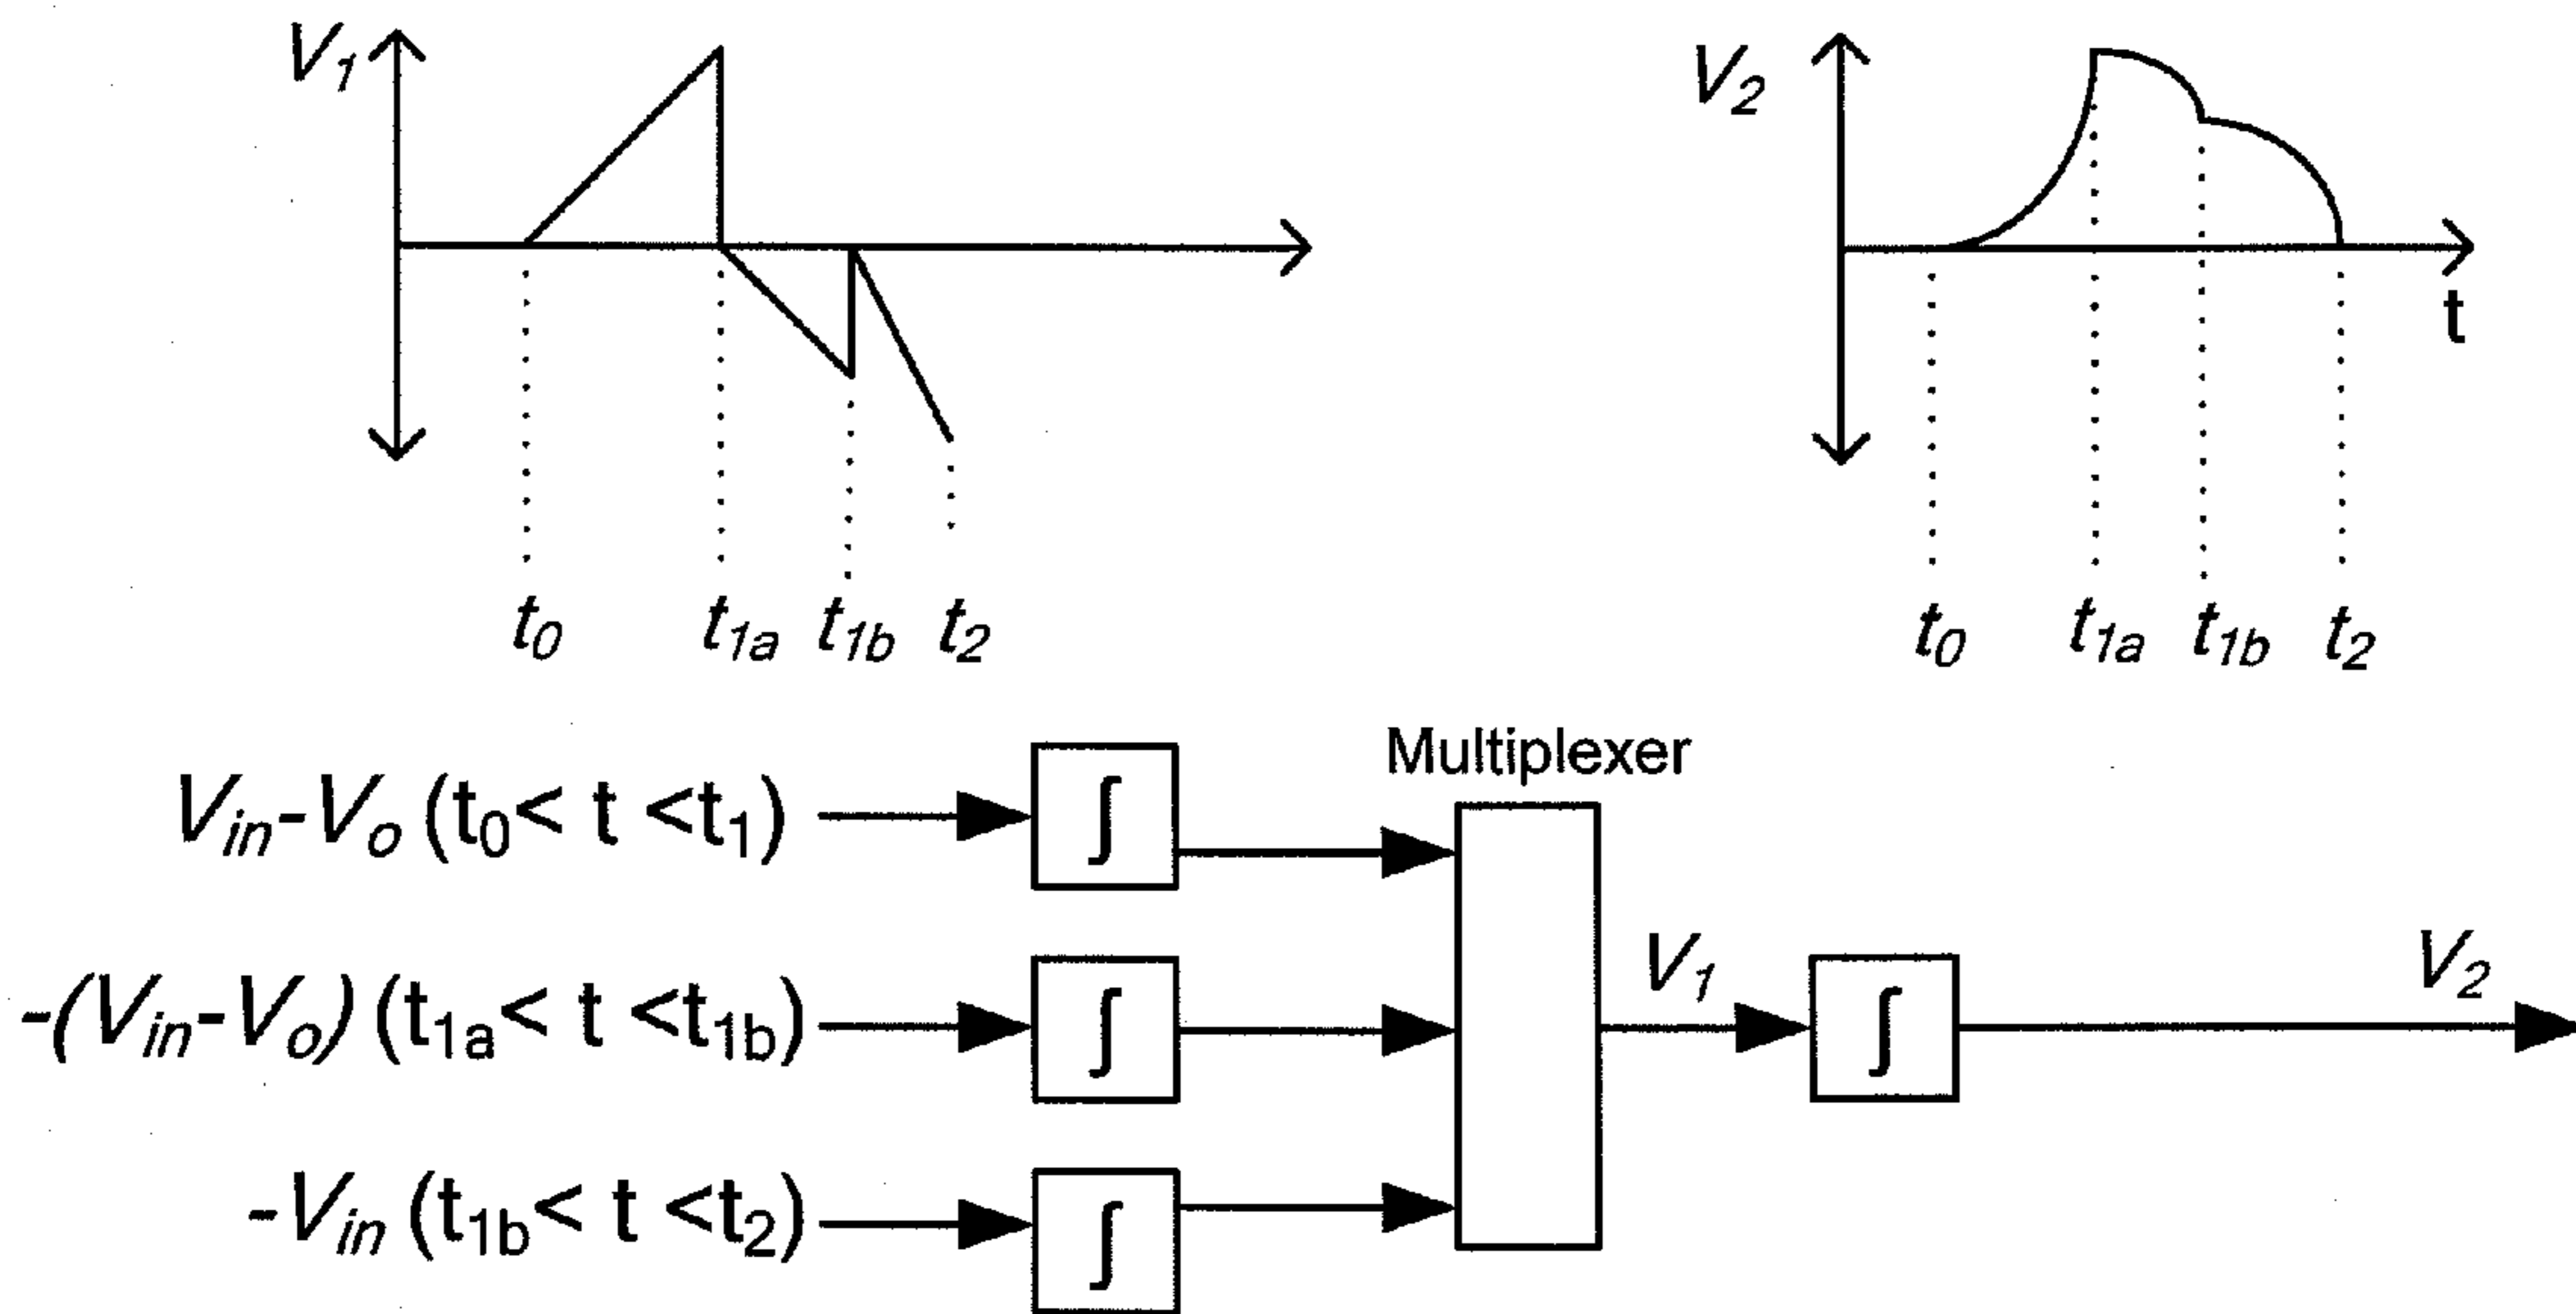 V1
V2
t
t0 t1a t1b t2
t0 t1a t1b t2
Multiplexer
Vin-Vo (t0< t <t1)
∫
-(Vin-Vo) (t1a< t <t1b)
∫
V1
∫
V2
-Vin (t1b< t <t2)
∫